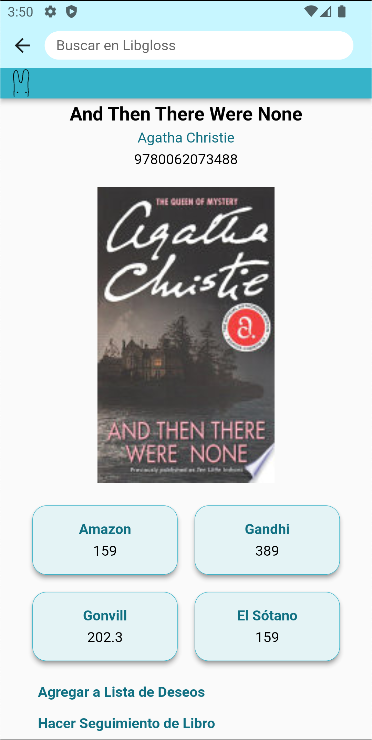 3:50
Buscar en Libgloss
And Then There Were None
Agatha Christie
9780062073488
THE QUEEN OF MYSTERY
Agatha
Christie
a.
AND THEN THERE
WERE NONE
Previously published as Ten Little Indians
Amazon
159
Gandhi
389
Gonvill
202.3
El Sótano
159
Agregar a Lista de Deseos
Hacer Seguimiento de Libro